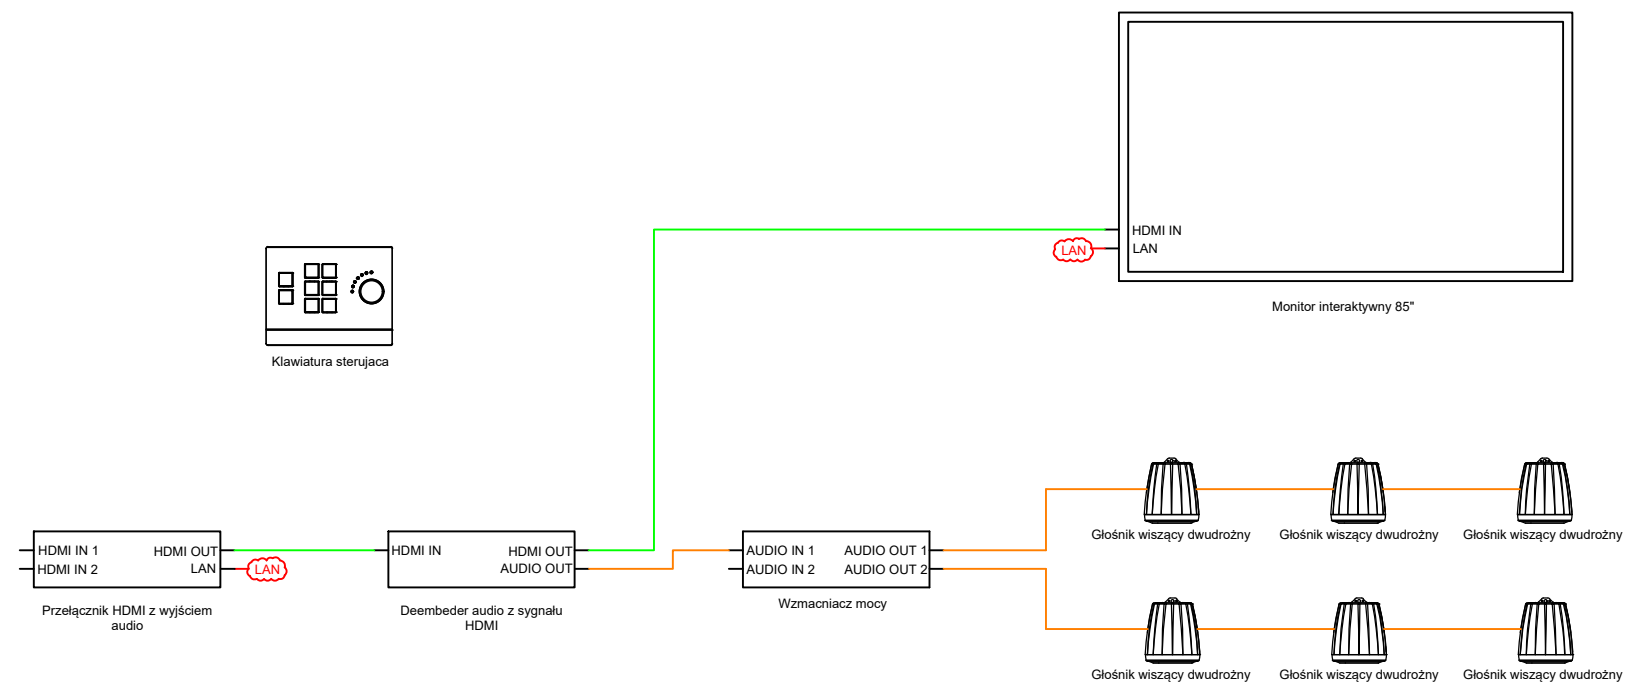 HDMI IN
LAN
LAN
Monitor interaktywny 85"
Klawiatura sterujaca
Głośnik wiszący dwudrożny
Głośnik wiszący dwudrożny
Głośnik wiszący dwudrożny
HDMI IN 1
HDMI OUT
HDMI IN 2
LAN
LAN
Przełącznik HDMI z wyjściem
audio
HDMI IN
HDMI OUT
AUDIO OUT
Deembeder audio z sygnału
HDMI
AUDIO IN 1
AUDIO OUT 1
AUDIO IN 2
AUDIO OUT 2
Wzmacniacz mocy
Głośnik wiszący dwudrożny
Głośnik wiszący dwudrożny
Głośnik wiszący dwudrożny